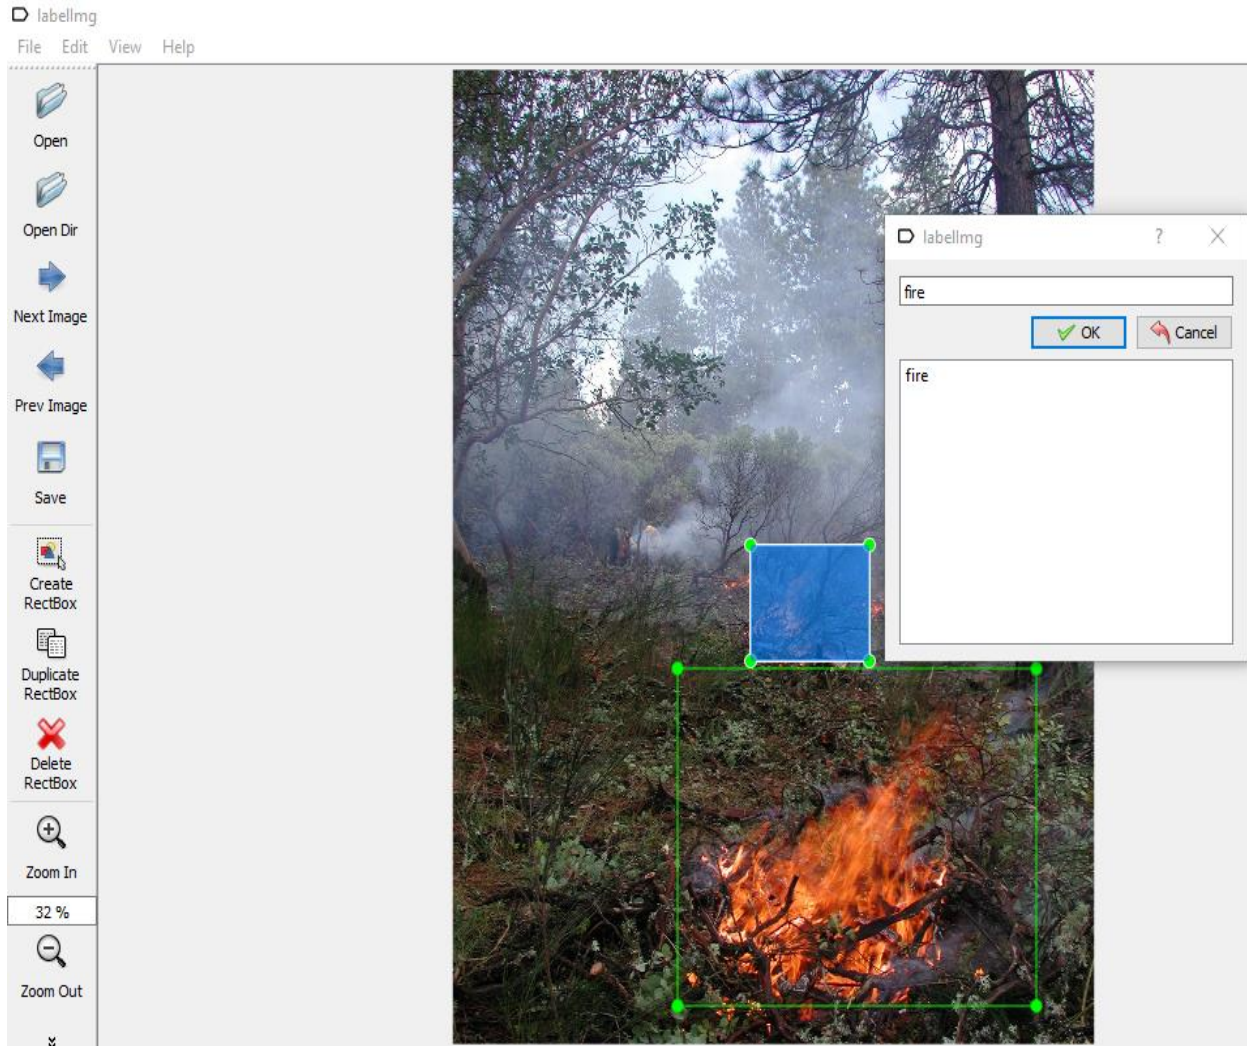 labelImg
File Edit View Help
Open
Open Dir
Next Image
Prev Image
Save
Create
RectBox
Duplicate
RectBox
Delete
RectBox
Zoom In
32 %
Zoom Out
labelImg ?
fire
OK Cancel
fire